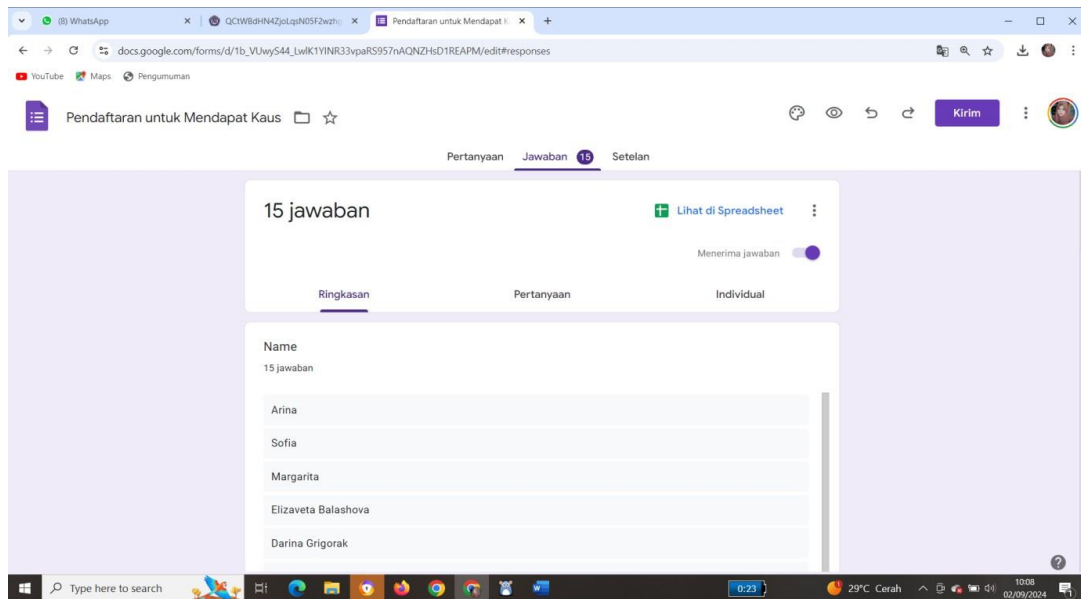 (8) WhatsApp
QCtWBdHN4ZjoLqsN05F2wzh
Pendaftaran untuk Mendapat K
docs.google.com/forms/d/1b_VUwyS44_LwlK1YINR33vpaRS957nAQNZHsD1REAPM/edit#responses
YouTube Maps Pengumuman
Pendaftaran untuk Mendapat Kaus
Kirim
Pertanyaan Jawaban 15 Setelan
15 jawaban
Lihat di Spreadsheet
Menerima jawaban
Ringkasan Pertanyaan Individual
Name
15 jawaban
Arina
Sofia
Margarita
Elizaveta Balashova
Darina Grigorak
Type here to search
0:23
29°C Cerah
10:08
02/09/2024